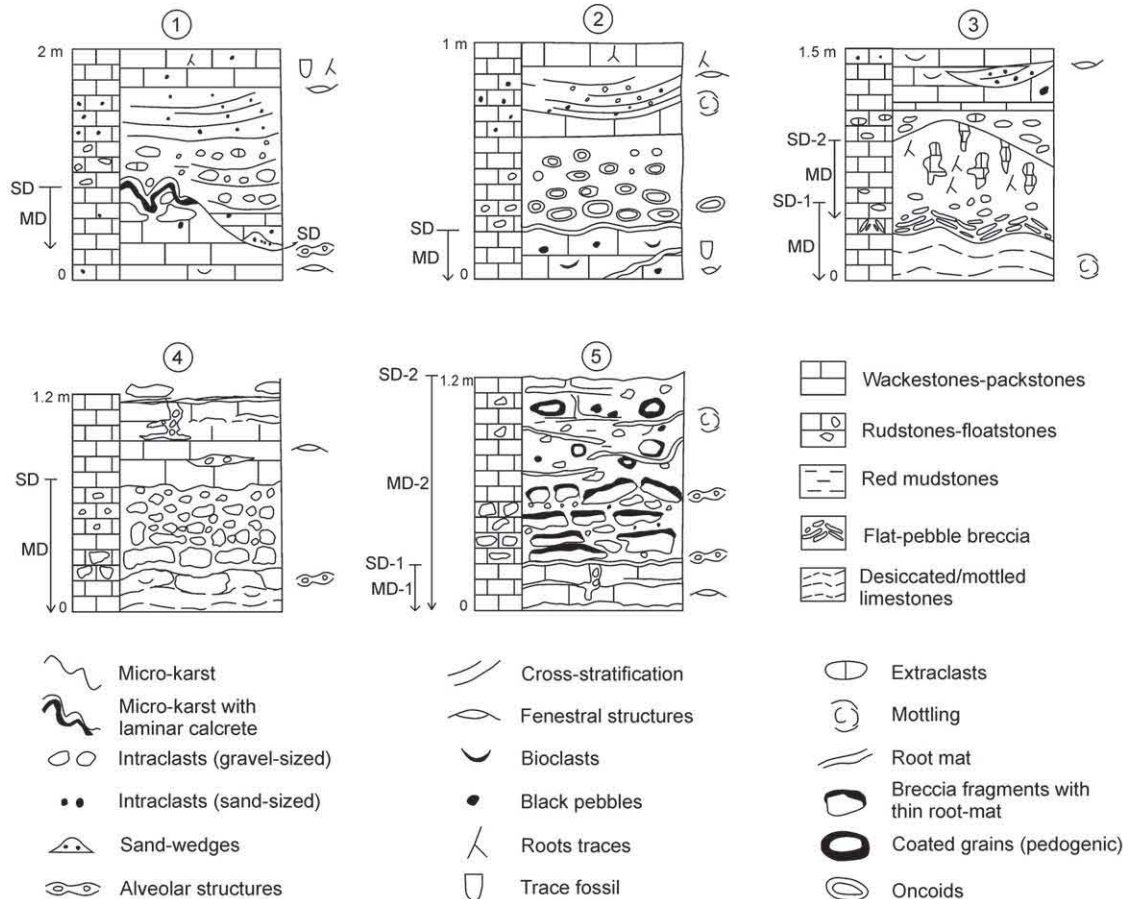 1
2 m
SD
MD
SD
0
2
1 m
SD
MD
0
3
1.5 m
SD-2
MD
SD-1
MD
0
4
1.2 m
SD
MD
0
5
SD-2
1.2 m
MD-2
SD-1
MD-1
0
Wackestones-packstones
Rudstones-floatstones
Red mudstones
Flat-pebble breccia
Desiccated/mottled
limestones
Micro-karst
Micro-karst with
laminar calcrete
Intraclasts (gravel-sized)
Intraclasts (sand-sized)
Sand-wedges
Alveolar structures
Cross-stratification
Fenestral structures
Bioclasts
Black pebbles
Roots traces
Trace fossil
Extraclasts
Mottling
Root mat
Breccia fragments with
thin root-mat
Coated grains (pedogenic)
Oncoids